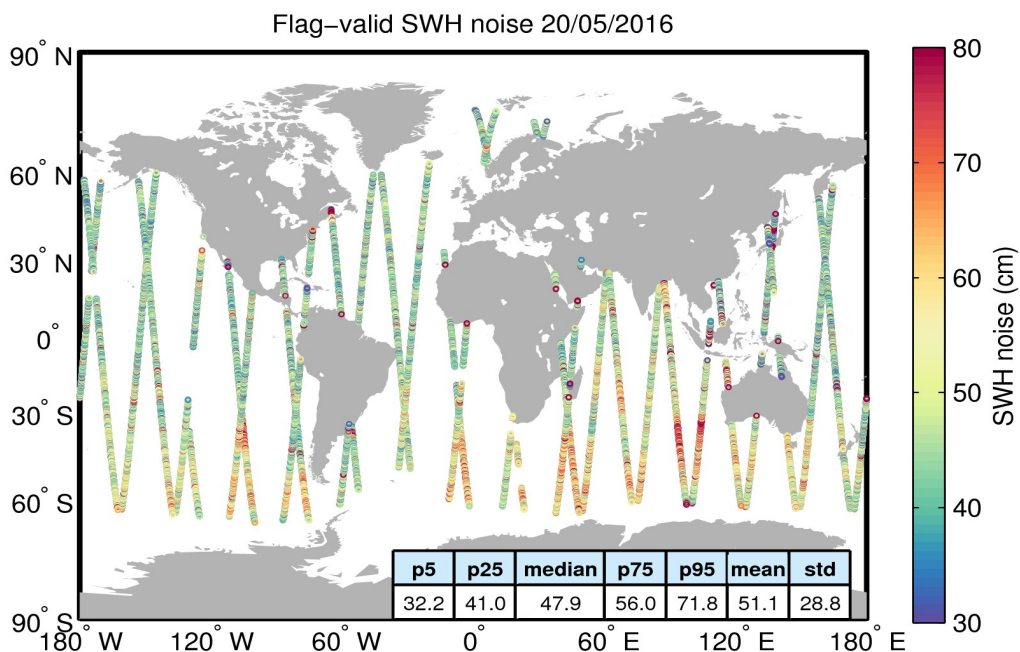 Flag−valid SWH noise 20/05/2016
90° N
60° N
30° N
0°
30° S
60° S
90° S
180° W
120° W
60° W
0°
60° E
120° E
180° E
p5 p25 median p75 p95 mean std
32.2 41.0 47.9 56.0 71.8 51.1 28.8
80
70
60
50
40
30
SWH noise (cm)